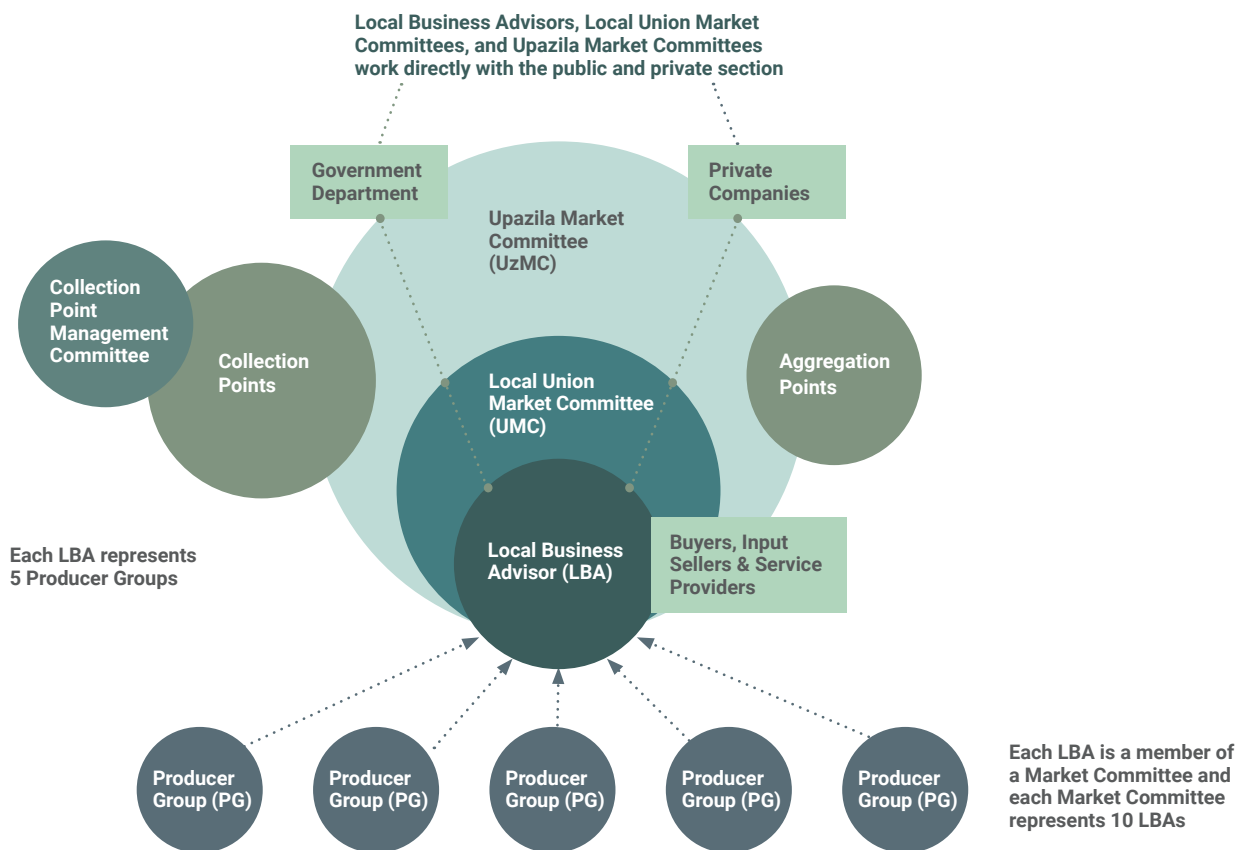 Local Business Advisors, Local Union Market
Committees, and Upazila Market Committees
work directly with the public and private section
Government
Department
Private
Companies
Upazila Market
Committee
(UzMC)
Collection
Point
Management
Committee
Collection
Points
Aggregation
Points
Local Union
Market Committee
(UMC)
Local Business
Advisor (LBA)
Buyers, Input
Sellers & Service
Providers
Each LBA represents
5 Producer Groups
Producer
Group (PG)
Producer
Group (PG)
Producer
Group (PG)
Producer
Group (PG)
Producer
Group (PG)
Each LBA is a member of
a Market Committee and
each Market Committee
represents 10 LBAs